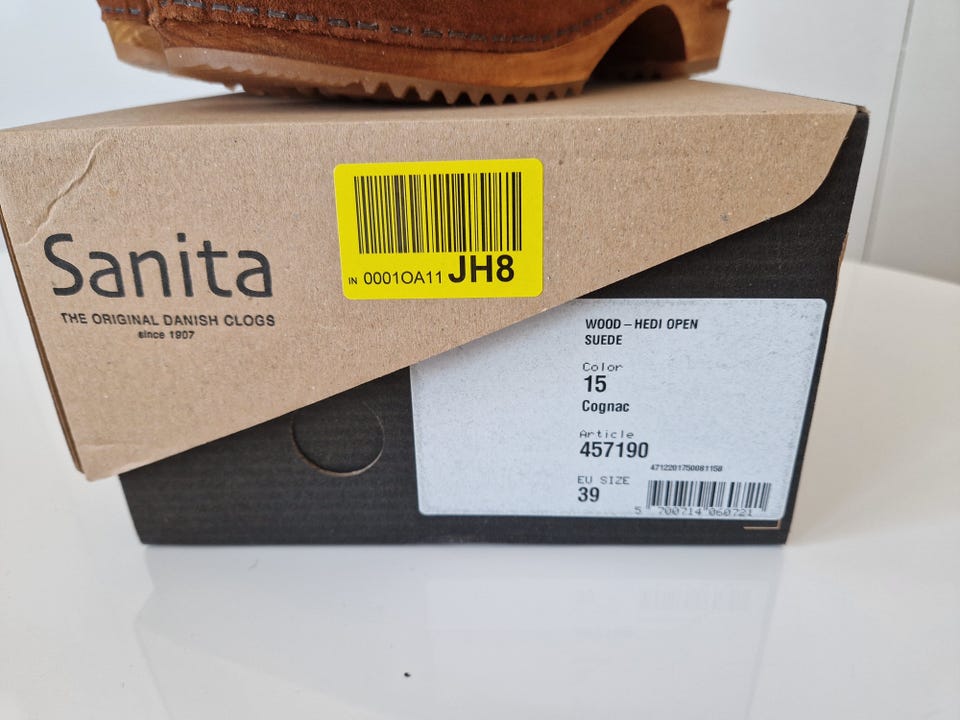 Sanita
THE ORIGINAL DANISH CLOGS
since 1907
IN 0001OA11 JH8
WOOD – HEDI OPEN
SUEDE
Color
15
Cognac
Article
457190
4712201750081158
EU SIZE
39
5 700714 060721